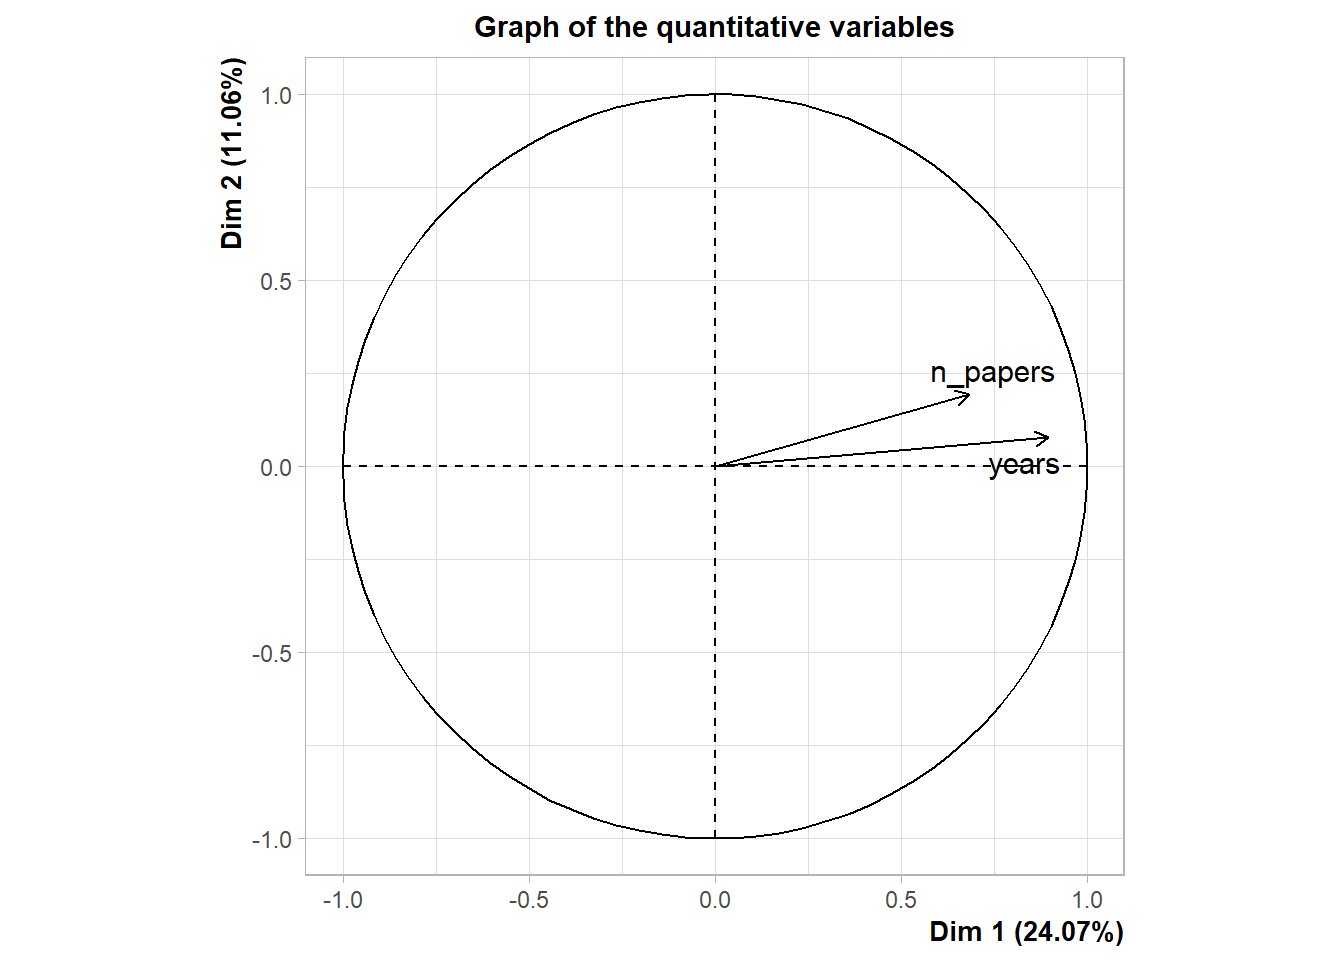 Graph of the quantitative variables
Dim 2 (11.06%)
1.0
0.5
0.0
-0.5
-1.0
n_papers
years
-1.0
-0.5
0.0
0.5
1.0
Dim 1 (24.07%)